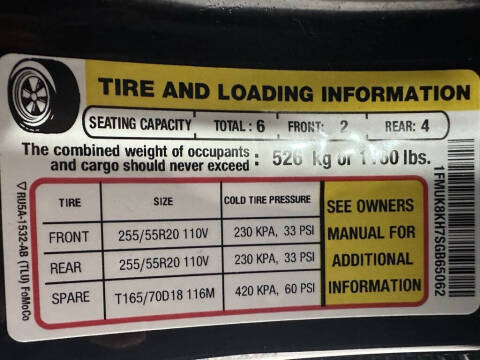 TIRE AND LOADING INFORMATION
SEATING CAPACITY TOTAL : 6 FRONT: 2 REAR: 4
The combined weight of occupants
and cargo should never exceed : 526 kg or lbs.
TIRE SIZE COLD TIRE PRESSURE
FRONT 255/55R20 110V 230 KPA, 33 PSI
REAR 255/55R20 110V 230 KPA, 33 PSI
SPARE T165/70D18 116M 420 KPA, 60 PSI
SEE OWNERS
MANUAL FOR
ADDITIONAL
INFORMATION
RU5A-1532-AB (TLU) FoMoCo
1FMUK8KH7SGB65062